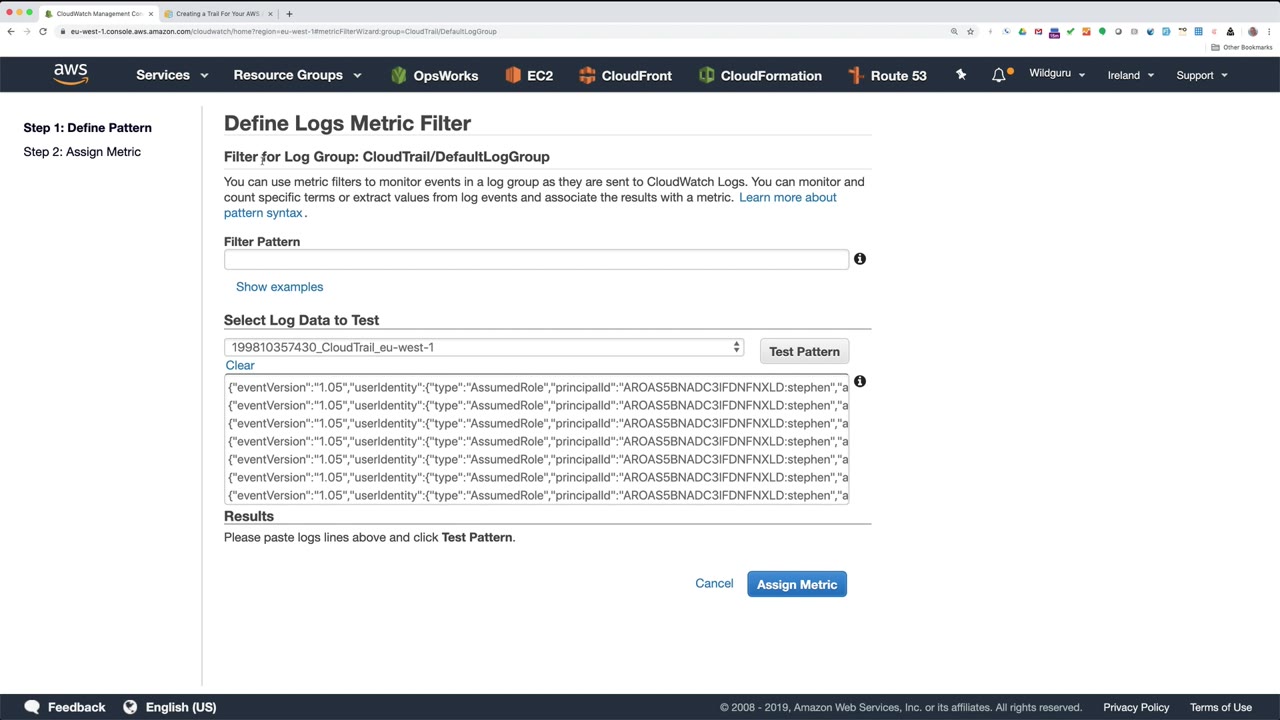 CloudWatch Management Con
Creating a Trail For Your AWS
eu-west-1.console.aws.amazon.com/cloudwatch/home?region=eu-west-1#metricFilterWizard:group=CloudTrail/DefaultLogGroup
Other Bookmarks
aws
Services
Resource Groups
OpsWorks
EC2
CloudFront
CloudFormation
Route 53
Wildguru
Ireland
Support
Step 1: Define Pattern
Step 2: Assign Metric
Define Logs Metric Filter
Filter for Log Group: CloudTrail/DefaultLogGroup
You can use metric filters to monitor events in a log group as they are sent to CloudWatch Logs. You can monitor and
count specific terms or extract values from log events and associate the results with a metric. Learn more about
pattern syntax.
Filter Pattern
Show examples
Select Log Data to Test
199810357430_CloudTrail_eu-west-1
Test Pattern
Clear
{"eventVersion":"1.05","userIdentity":{"type":"AssumedRole","principalId":"AROAS5BNADC3IFDNFNXLD:stephen","a
{"eventVersion":"1.05","userIdentity":{"type":"AssumedRole","principalId":"AROAS5BNADC3IFDNFNXLD:stephen","a
{"eventVersion":"1.05","userIdentity":{"type":"AssumedRole","principalId":"AROAS5BNADC3IFDNFNXLD:stephen","a
{"eventVersion":"1.05","userIdentity":{"type":"AssumedRole","principalId":"AROAS5BNADC3IFDNFNXLD:stephen","a
{"eventVersion":"1.05","userIdentity":{"type":"AssumedRole","principalId":"AROAS5BNADC3IFDNFNXLD:stephen","a
{"eventVersion":"1.05","userIdentity":{"type":"AssumedRole","principalId":"AROAS5BNADC3IFDNFNXLD:stephen","a
{"eventVersion":"1.05","userIdentity":{"type":"AssumedRole","principalId":"AROAS5BNADC3IFDNFNXLD:stephen","a
Results
Please paste logs lines above and click Test Pattern.
Cancel
Assign Metric
Feedback
English (US)
© 2008 - 2019, Amazon Web Services, Inc. or its affiliates. All rights reserved.
Privacy Policy
Terms of Use